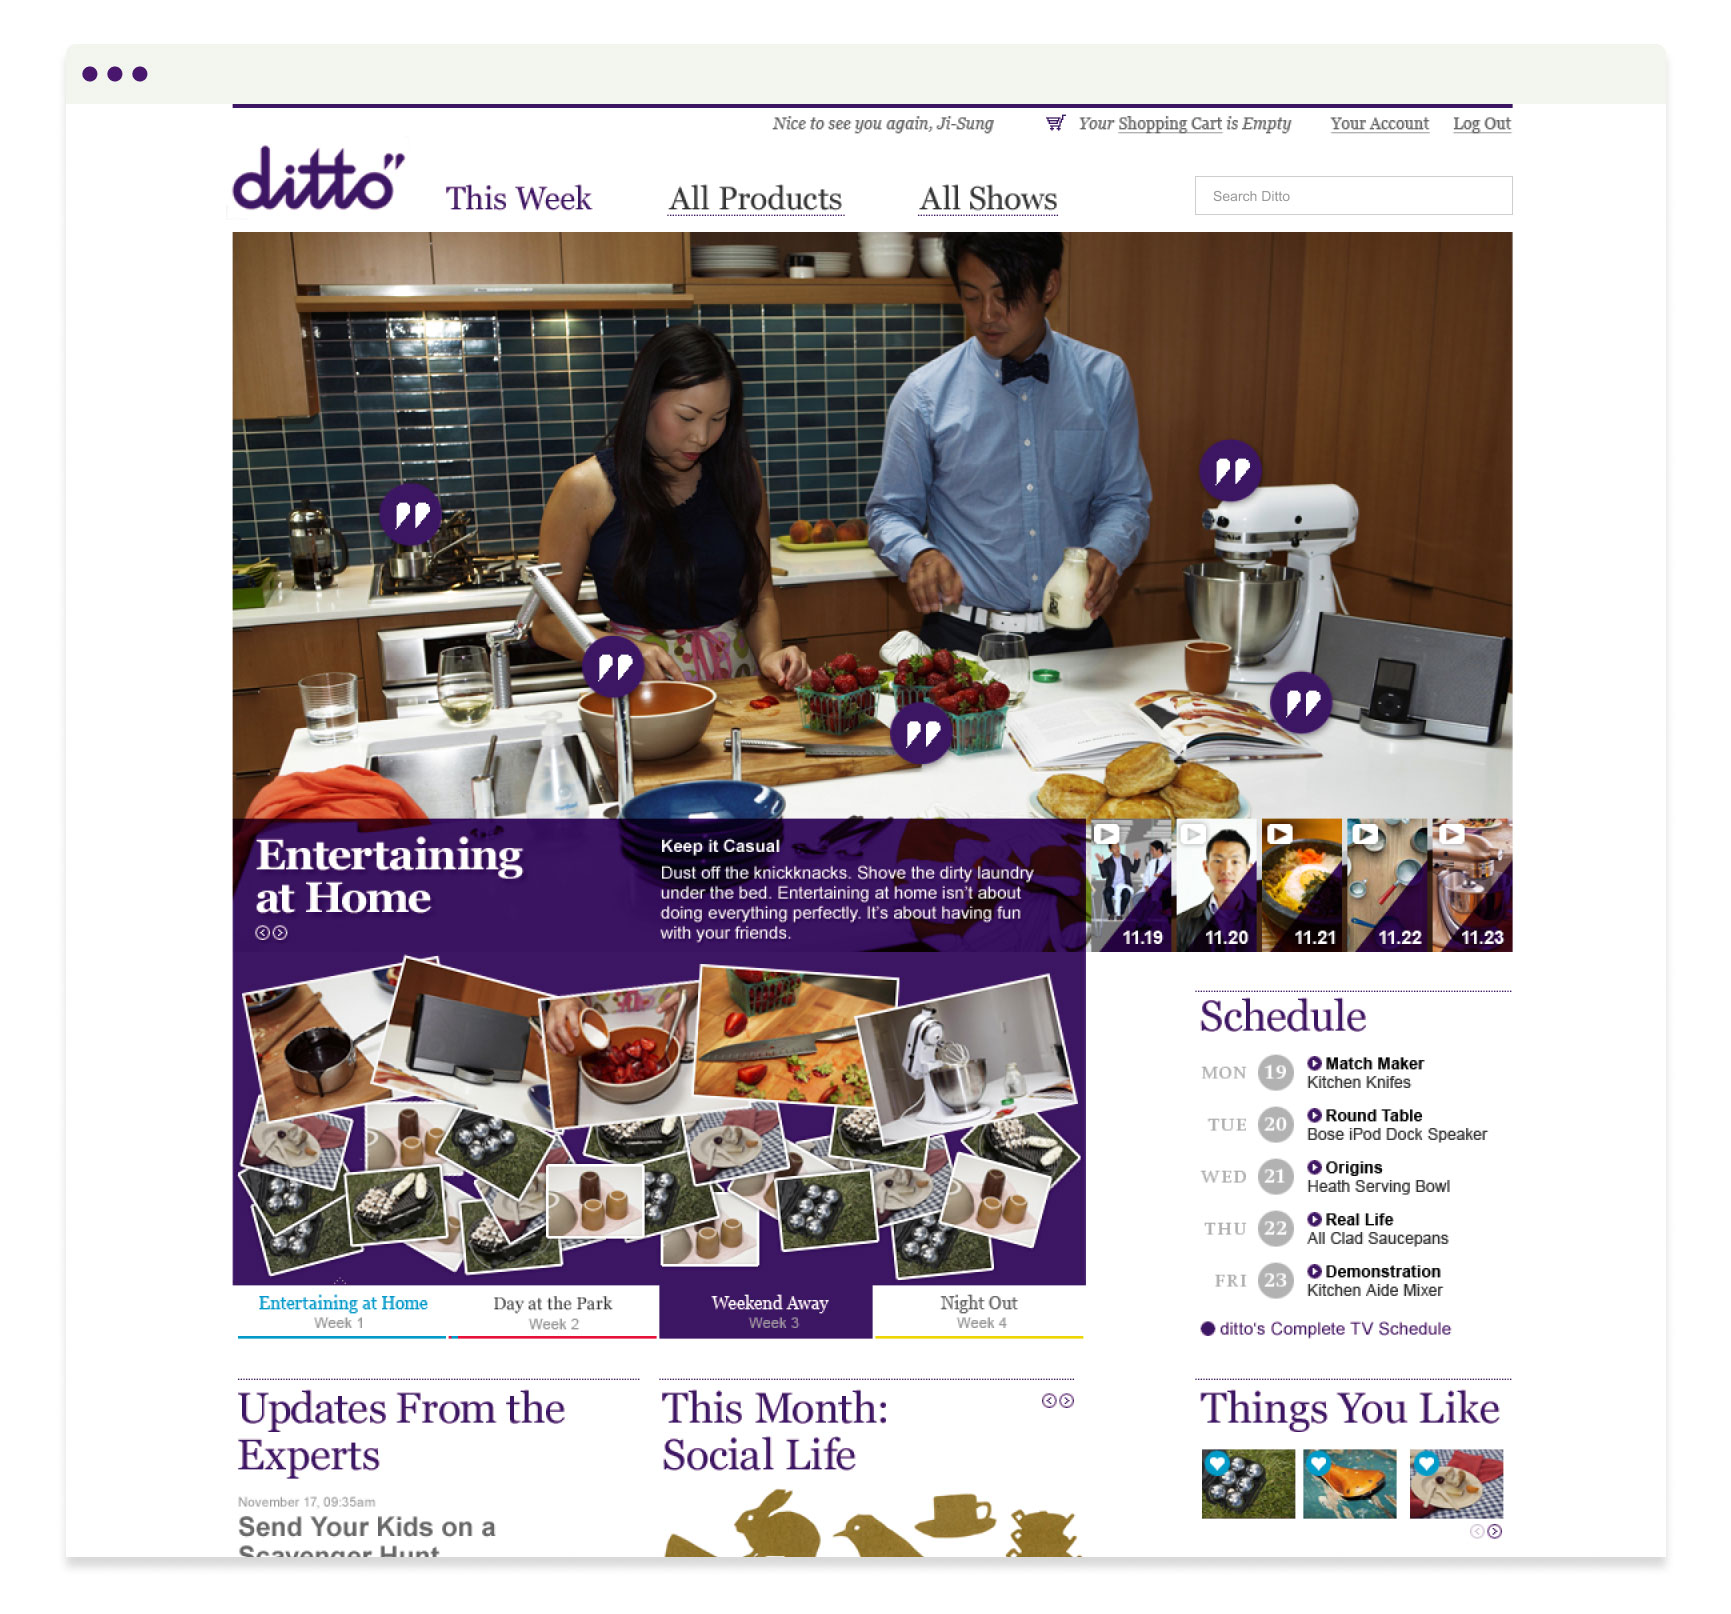 Nice to see you again, Ji-Sung
Your Shopping Cart is Empty
Your Account
Log Out
ditto"
This Week
All Products
All Shows
Search Ditto
Entertaining
at Home
Keep it Casual
Dust off the knickknacks. Shove the dirty laundry
under the bed. Entertaining at home isn't about
doing everything perfectly. It's about having fun
with your friends.
11.19
11.20
11.21
11.22
11.23
Schedule
MON 19 Match Maker
Kitchen Knifes
TUE 20 Round Table
Bose iPod Dock Speaker
WED 21 Origins
Heath Serving Bowl
THU 22 Real Life
All Clad Saucepans
FRI 23 Demonstration
Kitchen Aide Mixer
ditto's Complete TV Schedule
Entertaining at Home
Week 1
Day at the Park
Week 2
Weekend Away
Week 3
Night Out
Week 4
Updates From the
Experts
November 17, 09:35am
Send Your Kids on a
Scavenger Hunt
This Month:
Social Life
Things You Like